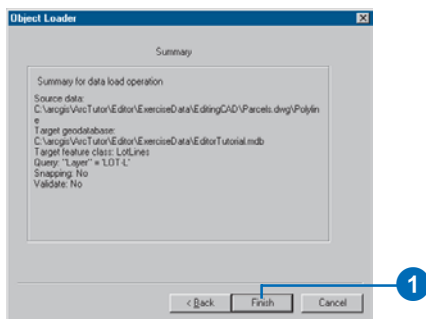 Object Loader
Summary
Summary for data load operation
Source data:
C:\arcgis\ArcTutor\Editor\ExerciseData\EditingCAD\Parcels.dwg\Polylin
e
Target geodatabase:
C:\arcgis\ArcTutor\Editor\ExerciseData\EditorTutorial.mdb
Target feature class: LotLines
Query: "Layer" = 'LOT-L'
Snapping: No
Validate: No
< Back
Finish
Cancel
1